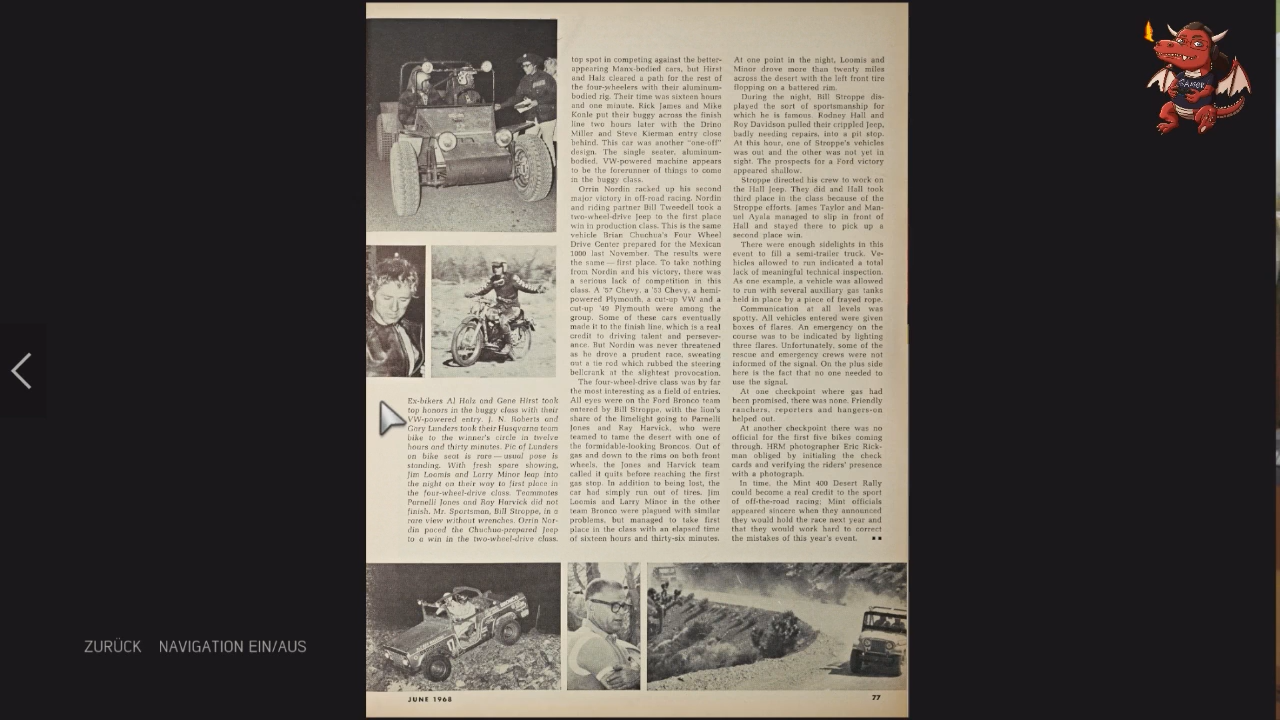 top spot in competing against the better-
appearing Manx-bodied cars, but Hirst
and Halz cleared a path for the rest of
the four-wheelers with their aluminum-
bodied rig. Their time was sixteen hours
and one minute. Rick James and Mike
Konle put their buggy across the finish
line two hours later with the Drino
Miller and Steve Kierman entry close
behind. This car was another "one-off"
design. The single seater, aluminum-
bodied, VW-powered machine appears
to be the forerunner of things to come
in the buggy class.
Orrin Nordin racked up his second
major victory in off-road racing. Nordin
and riding partner Bill Tweedell took a
two-wheel-drive Jeep to the first place
win in production class. This is the same
vehicle Brian Chuchua's Four Wheel
Drive Center prepared for the Mexican
1000 last November. The results were
the same — first place. To take nothing
from Nordin and his victory, there was
a serious lack of competition in this
class. A '57 Chevy, a '53 Chevy, a hemi-
powered Plymouth, a cut-up VW and a
cut-up '49 Plymouth were among the
group. Some of these cars eventually
made it to the finish line, which is a real
credit to driving talent and persever-
ance. But Nordin was never threatened
as he drove a prudent race, sweating
out a tie rod which rubbed the steering
bellcrank at the slightest provocation.
The four-wheel-drive class was by far
the most interesting as a field of entries.
All eyes were on the Ford Bronco team
entered by Bill Stroppe, with the lion's
share of the limelight going to Parnelli
Jones and Ray Harvick, who were
teamed to tame the desert with one of
the formidable-looking Broncos. Out of
gas and down to the rims on both front
wheels, the Jones and Harvick team
called it quits before reaching the first
gas stop. In addition to being lost, the
car had simply run out of tires. Jim
Loomis and Larry Minor in the other
team Bronco were plagued with similar
problems, but managed to take first
place in the class with an elapsed time
of sixteen hours and thirty-six minutes.
At one point in the night, Loomis and
Minor drove more than twenty miles
across the desert with the left front tire
flopping on a battered rim.
During the night, Bill Stroppe dis-
played the sort of sportsmanship for
which he is famous. Rodney Hall and
Roy Davidson pulled their crippled Jeep,
badly needing repairs, into a pit stop.
At this hour, one of Stroppe's vehicles
was out and the other was not yet in
sight. The prospects for a Ford victory
appeared shallow.
Stroppe directed his crew to work on
the Hall Jeep. They did and Hall took
third place in the class because of the
Stroppe efforts. James Taylor and Man-
uel Ayala managed to slip in front of
Hall and stayed there to pick up a
second place win.
There were enough sidelights in this
event to fill a semi-trailer truck. Ve-
hicles allowed to run indicated a total
lack of meaningful technical inspection.
As one example, a vehicle was allowed
to run with several auxiliary gas tanks
held in place by a piece of frayed rope.
Communication at all levels was
spotty. All vehicles entered were given
boxes of flares. An emergency on the
course was to be indicated by lighting
three flares. Unfortunately, some of the
rescue and emergency crews were not
informed of the signal. On the plus side
here is the fact that no one needed to
use the signal.
At one checkpoint where gas had
been promised, there was none. Friendly
ranchers, reporters and hangers-on
helped out.
At another checkpoint there was no
official for the first five bikes coming
through. HRM photographer Eric Rick-
man obliged by initialing the check
cards and verifying the riders' presence
with a photograph.
In time, the Mint 400 Desert Rally
could become a real credit to the sport
of off-the-road racing; Mint officials
appeared sincere when they announced
they would hold the race next year and
that they would work hard to correct
the mistakes of this year's event.
Ex-bikers Al Halz and Gene Hirst took
top honors in the buggy class with their
VW-powered entry. J. N. Roberts and
Gary Lunders took their Husqvarna team
bike to the winner's circle in twelve
hours and thirty minutes. Pic of Lunders
on bike seat is rare — usual pose is
standing. With fresh spare showing,
Jim Loomis and Larry Minor leap into
the night on their way to first place in
the four-wheel-drive class. Teammates
Parnelli Jones and Ray Harvick did not
finish. Mr. Sportsman, Bill Stroppe, in a
rare view without wrenches. Orrin Nor-
din paced the Chuchua-prepared Jeep
to a win in the two-wheel-drive class.
JUNE 1968
77
ZURÜCK NAVIGATION EIN/AUS